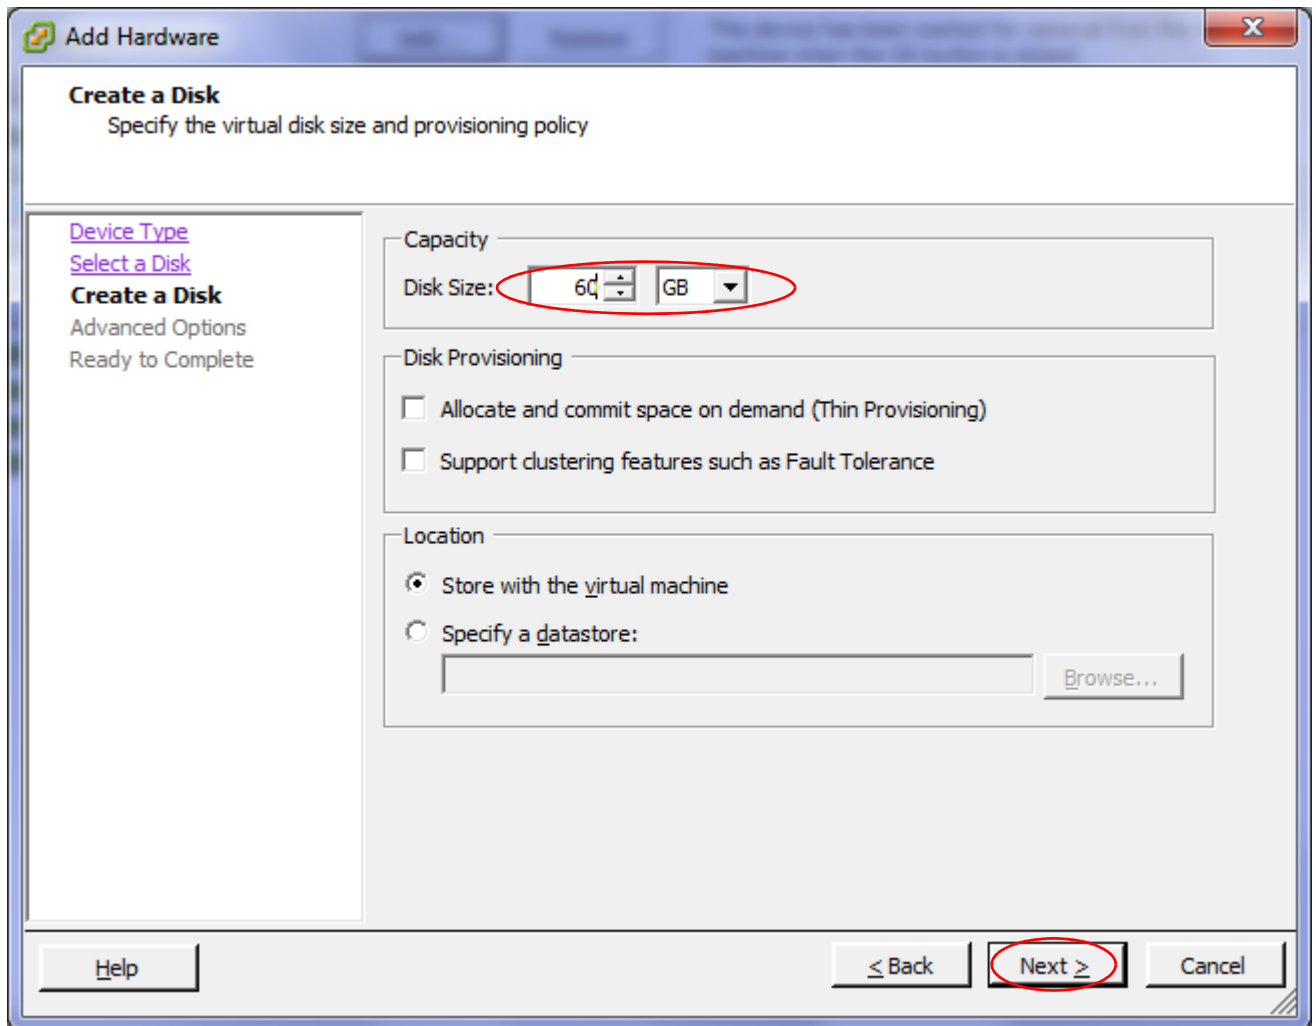 Add Hardware
Create a Disk
Specify the virtual disk size and provisioning policy
Device Type
Select a Disk
Create a Disk
Advanced Options
Ready to Complete
Capacity
Disk Size: 60 GB
Disk Provisioning
Allocate and commit space on demand (Thin Provisioning)
Support clustering features such as Fault Tolerance
Location
Store with the virtual machine
Specify a datastore:
Browse...
Help
< Back
Next >
Cancel